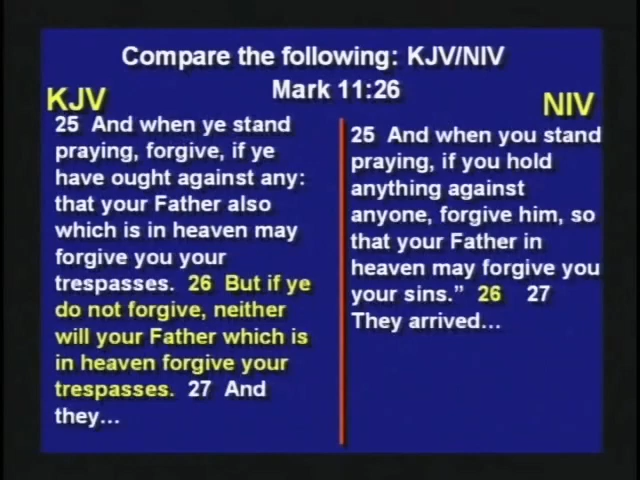 Compare the following: KJV/NIV
Mark 11:26
KJV
25 And when ye stand
praying, forgive, if ye
have ought against any:
that your Father also
which is in heaven may
forgive you your
trespasses. 26 But if ye
do not forgive, neither
will your Father which is
in heaven forgive your
trespasses. 27 And
they...
NIV
25 And when you stand
praying, if you hold
anything against
anyone, forgive him, so
that your Father in
heaven may forgive you
your sins.” 26 27
They arrived...